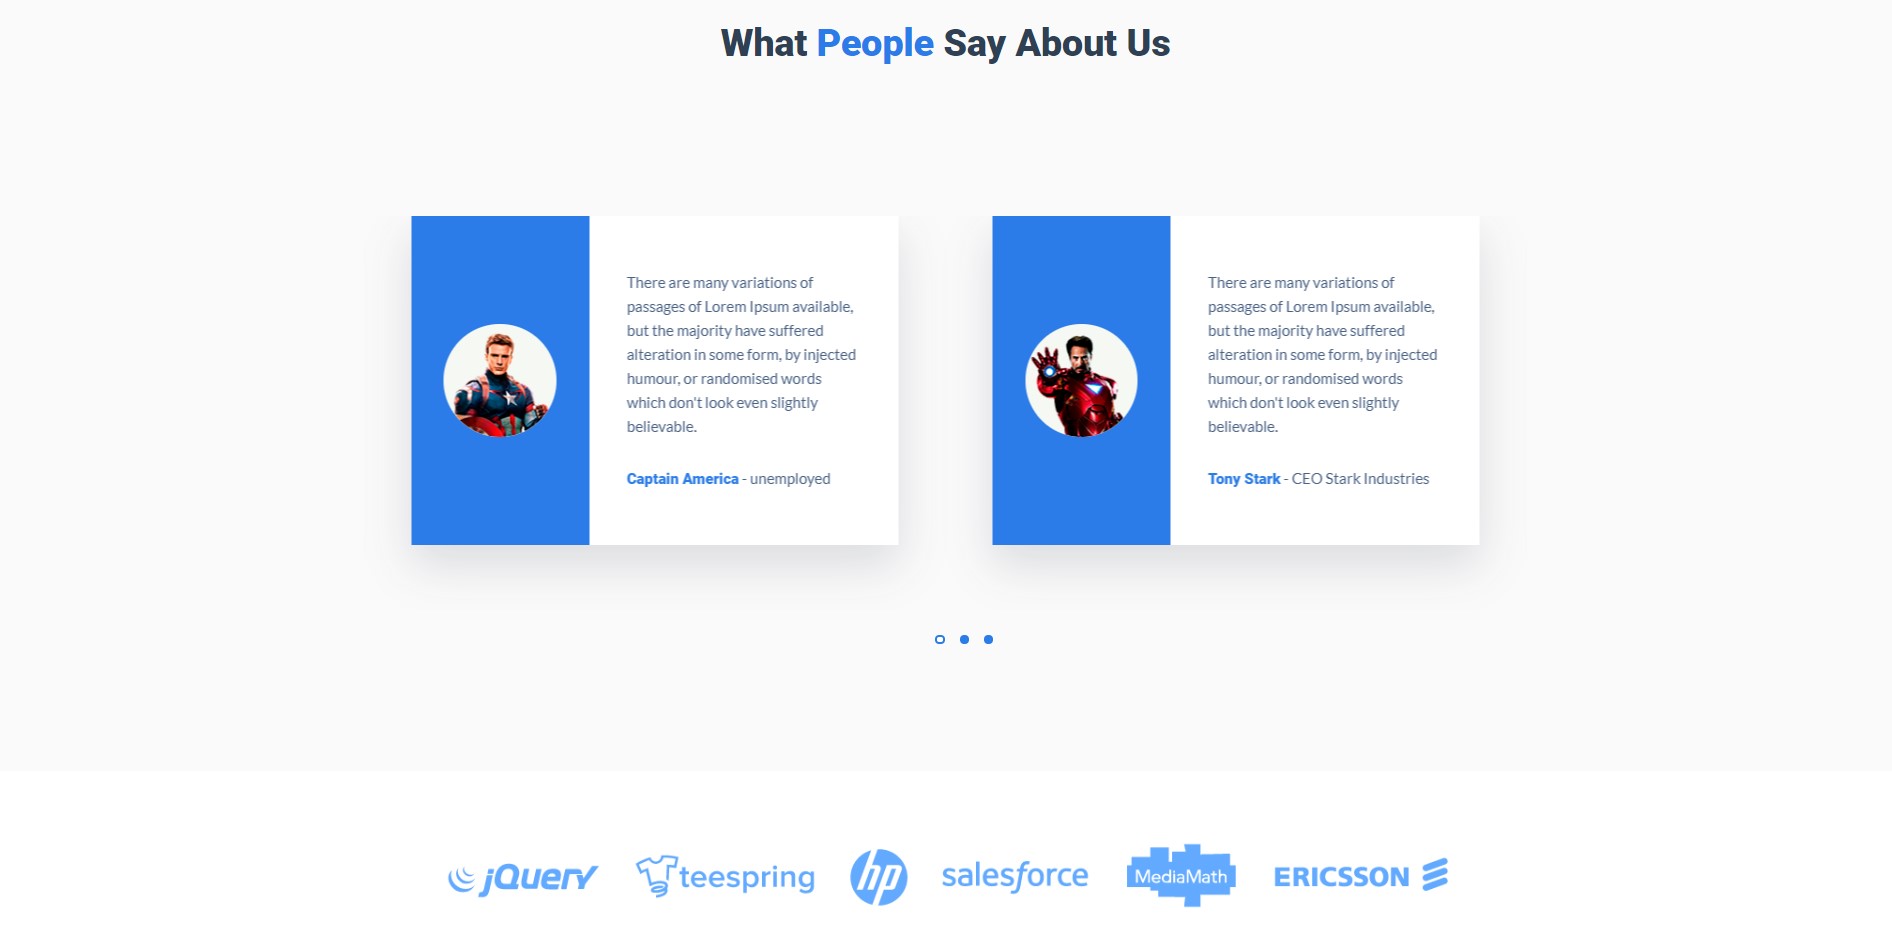 What People Say About Us
There are many variations of
passages of Lorem Ipsum available,
but the majority have suffered
alteration in some form, by injected
humour, or randomised words
which don't look even slightly
believable.
Captain America - unemployed
There are many variations of
passages of Lorem Ipsum available,
but the majority have suffered
alteration in some form, by injected
humour, or randomised words
which don't look even slightly
believable.
Tony Stark - CEO Stark Industries
jQuery teespring hp salesforce MediaMath ERICSSON